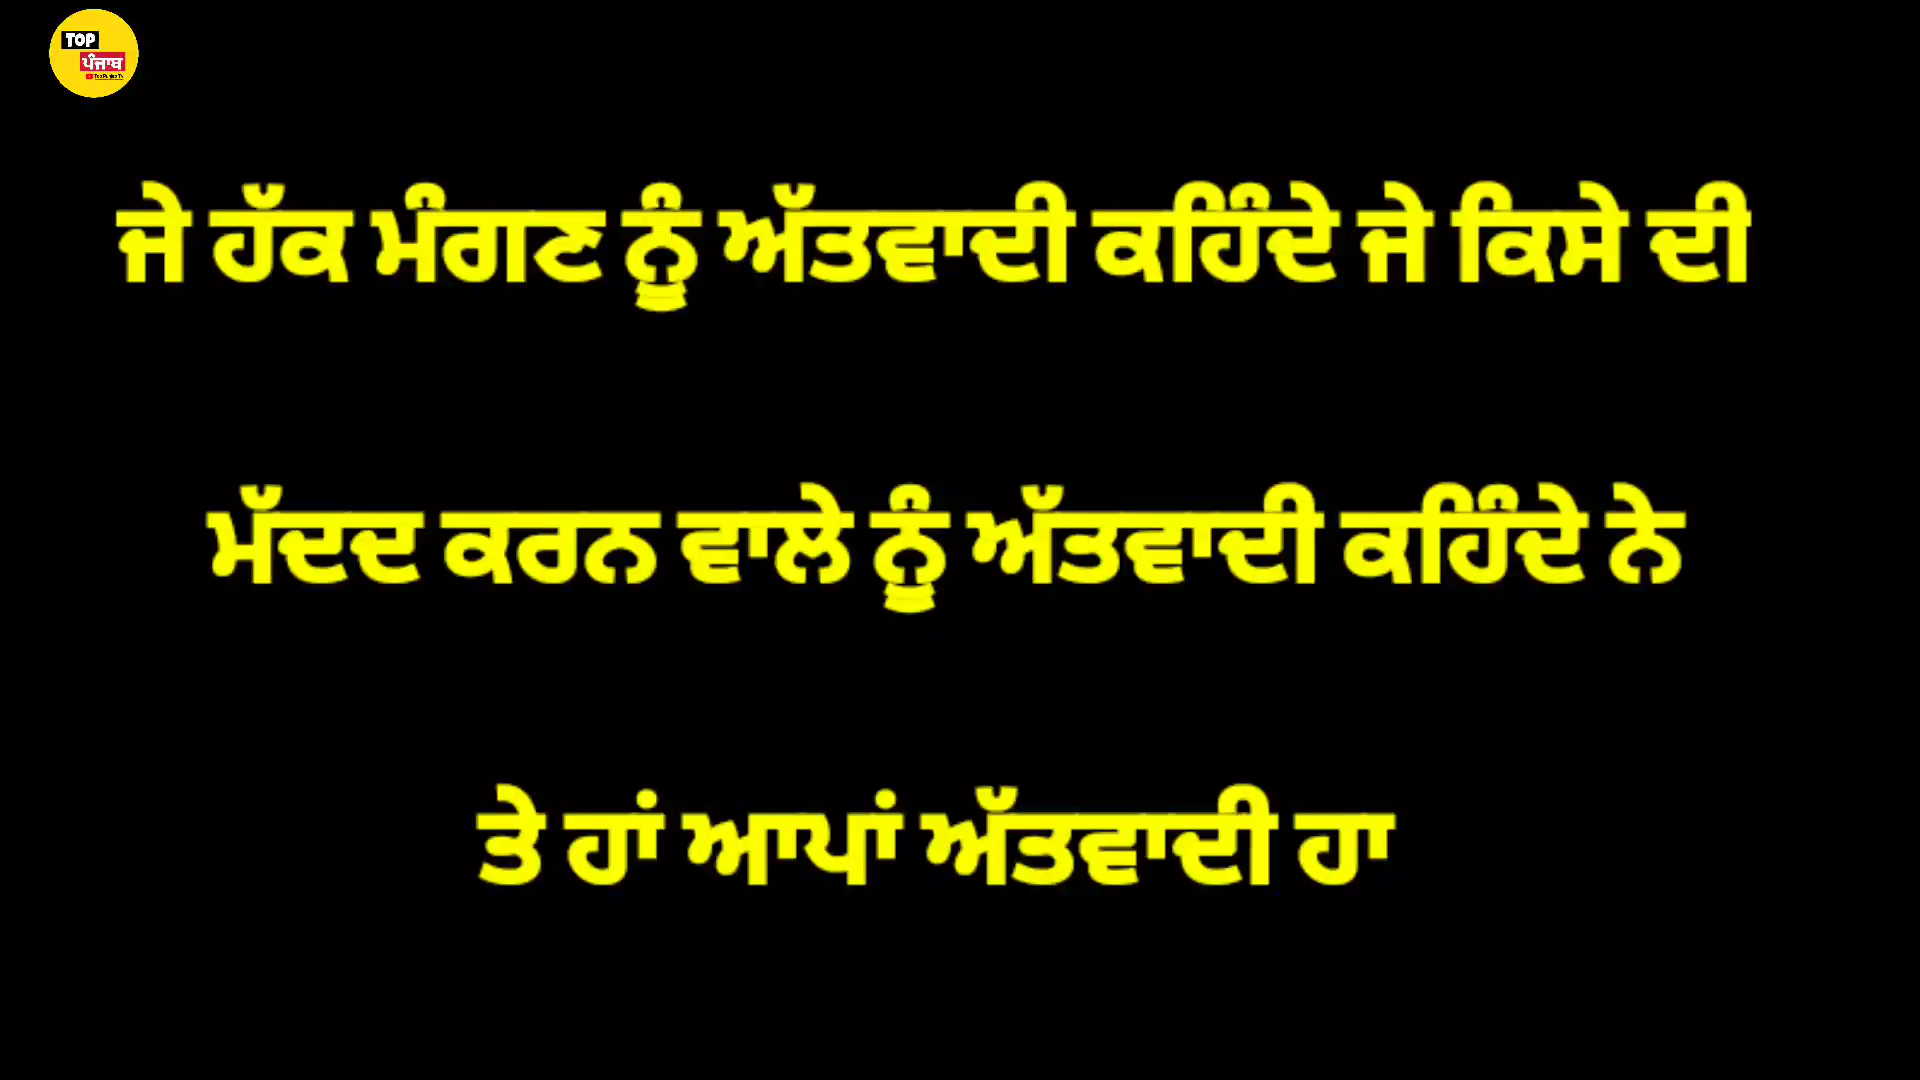 TOP
ਪੰਜਾਬ
ਜੇ ਹੱਕ ਮੰਗਣ ਨੂੰ ਅੱਤਵਾਦੀ ਕਹਿੰਦੇ ਜੇ ਕਿਸੇ ਦੀ
ਮੱਦਦ ਕਰਨ ਵਾਲੇ ਨੂੰ ਅੱਤਵਾਦੀ ਕਹਿੰਦੇ ਨੇ
ਤੇ ਹਾਂ ਆਪਾਂ ਅੱਤਵਾਦੀ ਹਾ